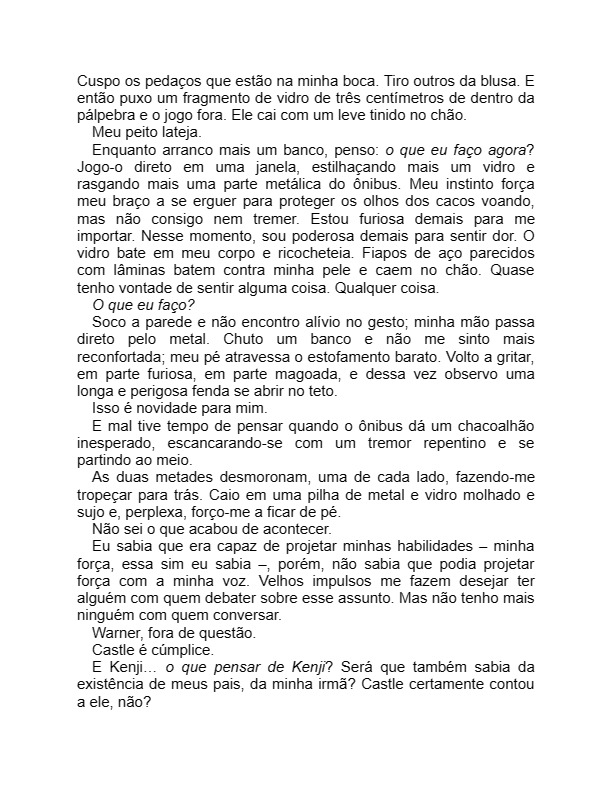 Cuspo os pedaços que estão na minha boca. Tiro outros da blusa. E
então puxo um fragmento de vidro de três centímetros de dentro da
pálpebra e o jogo fora. Ele cai com um leve tinido no chão.
Meu peito lateja.
Enquanto arranco mais um banco, penso: o que eu faço agora?
Jogo-o direto em uma janela, estilhaçando mais um vidro e
rasgando mais uma parte metálica do ônibus. Meu instinto força
meu braço a se erguer para proteger os olhos dos cacos voando,
mas não consigo nem tremer. Estou furiosa demais para me
importar. Nesse momento, sou poderosa demais para sentir dor. O
vidro bate em meu corpo e ricocheteia. Fiapos de aço parecidos
com lâminas batem contra minha pele e caem no chão. Quase
tenho vontade de sentir alguma coisa. Qualquer coisa.
O que eu faço?
Soco a parede e não encontro alívio no gesto; minha mão passa
direto pelo metal. Chuto um banco e não me sinto mais
reconfortada; meu pé atravessa o estofamento barato. Volto a gritar,
em parte furiosa, em parte magoada, e dessa vez observo uma
longa e perigosa fenda se abrir no teto.
Isso é novidade para mim.
E mal tive tempo de pensar quando o ônibus dá um chacoalhão
inesperado, escancarando-se com um tremor repentino e se
partindo ao meio.
As duas metades desmoronam, uma de cada lado, fazendo-me
tropeçar para trás. Caio em uma pilha de metal e vidro molhado e
sujo e, perplexa, forço-me a ficar de pé.
Não sei o que acabou de acontecer.
Eu sabia que era capaz de projetar minhas habilidades – minha
força, essa sim eu sabia –, porém, não sabia que podia projetar
força com a minha voz. Velhos impulsos me fazem desejar ter
alguém com quem debater sobre esse assunto. Mas não tenho mais
ninguém com quem conversar.
Warner, fora de questão.
Castle é cúmplice.
E Kenji… o que pensar de Kenji? Será que também sabia da
existência de meus pais, da minha irmã? Castle certamente contou
a ele, não?